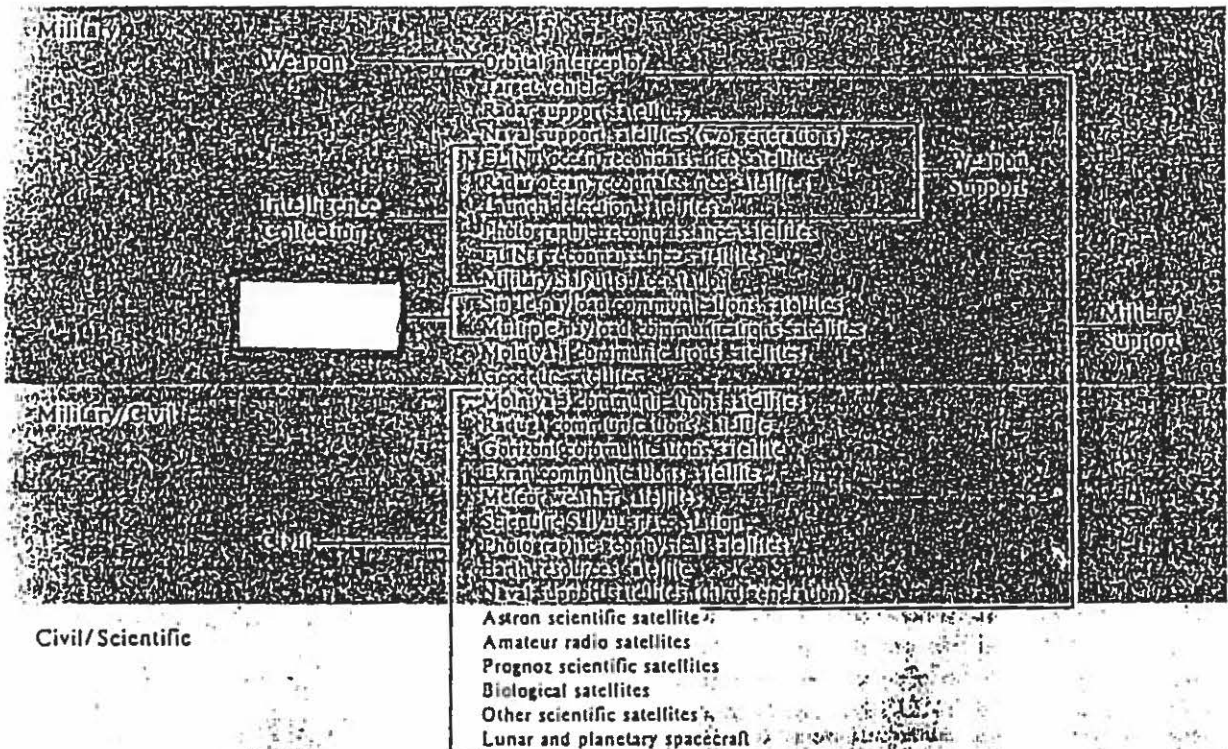 Military
Weapon
Orbital interceptor
Target vehicle
Radar support satellites
Naval support satellites (two generations)
ELINT ocean reconnaissance satellites
Weapon
Support
Radar ocean reconnaissance satellites
Intelligence
Collection
Launch detection satellites
Photographic reconnaissance satellites
ELINT reconnaissance satellites
Military Salyut space station
Single payload communications satellites
Military
Support
Multiple payload communications satellites
Molniya-1 communications satellites
Geodetic satellites
Military/Civil
Molniya-3 communications satellites
Raduga communications satellite
Gorizont communications satellite
Ekran communications satellite
Meteor weather satellites
Scientific Salyut space station
Civil
Photographic geophysical satellites
Earth resources satellite
Naval support satellites (third generation)
Civil/Scientific
Astron scientific satellite
Amateur radio satellites
Prognoz scientific satellites
Biological satellites
Other scientific satellites
Lunar and planetary spacecraft